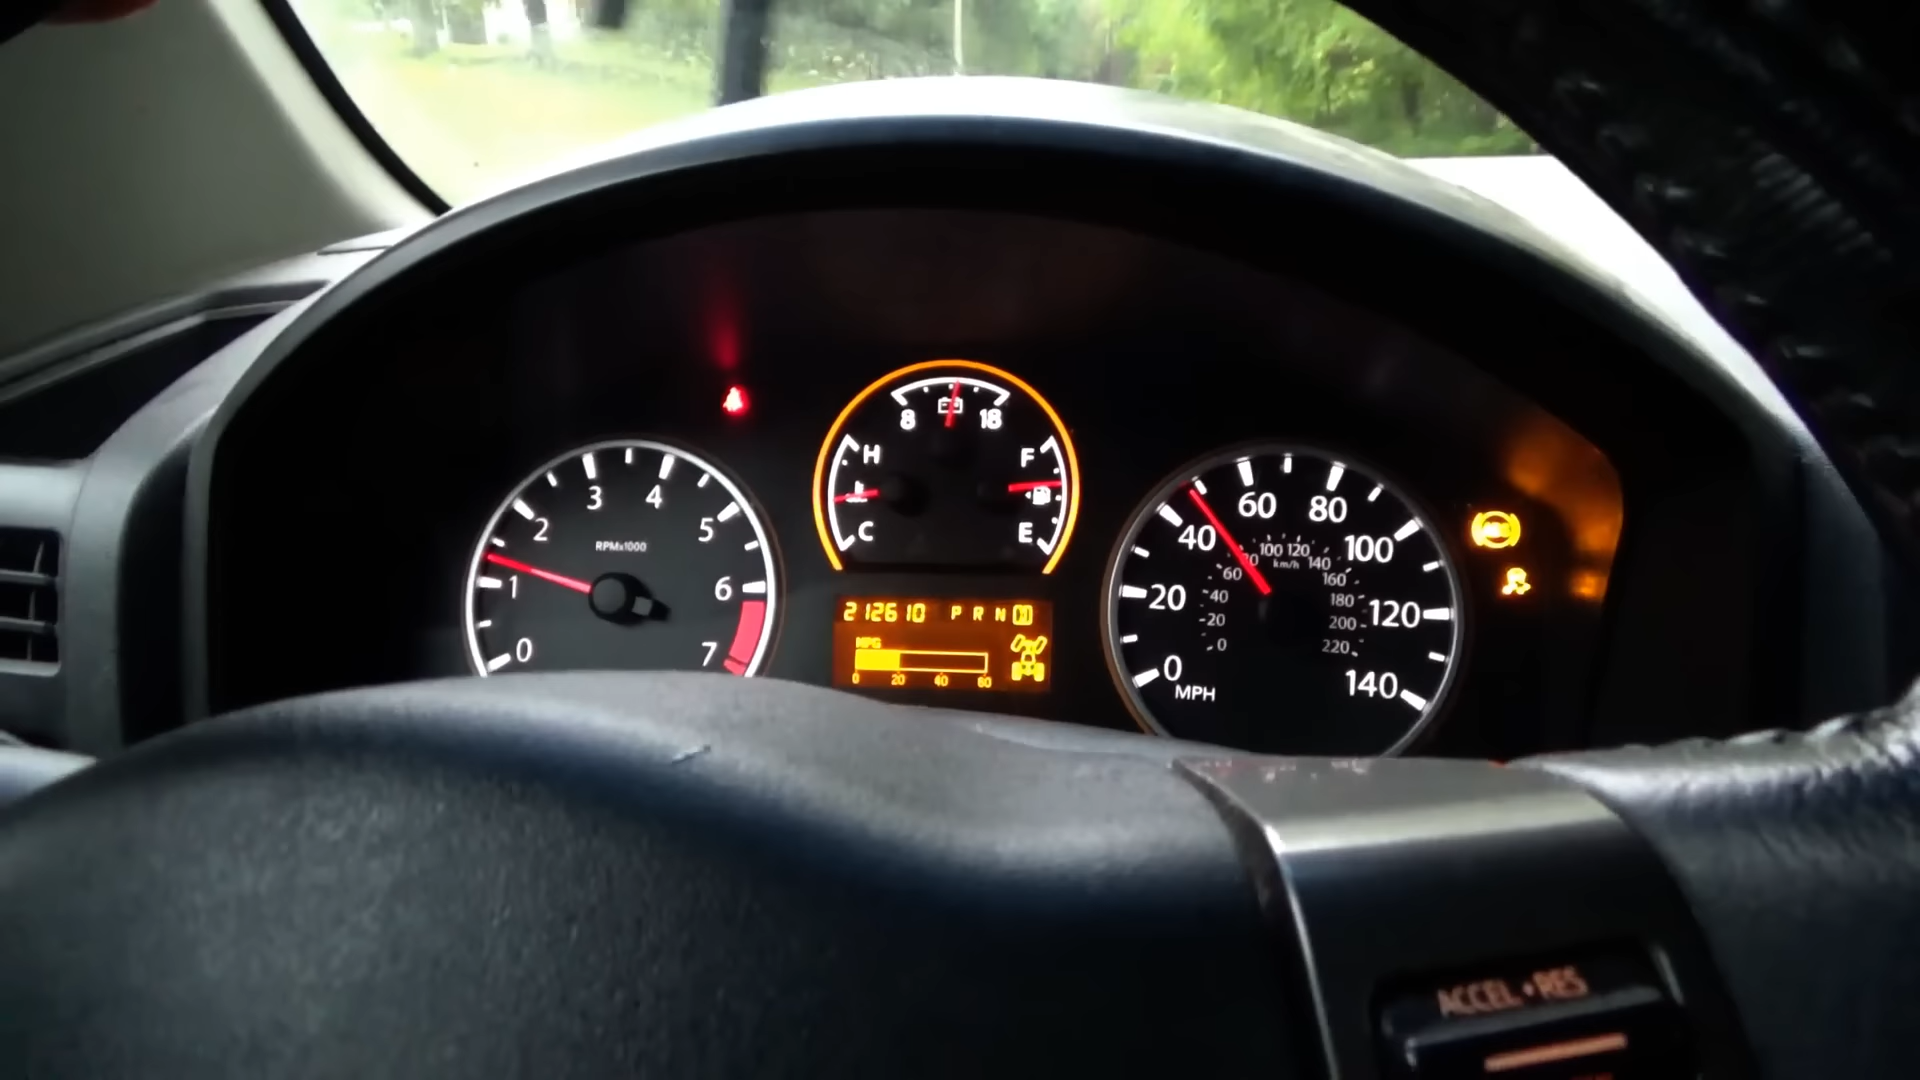 8 18
H
C
F
E
0 1 2 3 4 5 6 7
RPMx1000
212610 P R N D
MPG
0 20 40 60
0 20 40 60 80 100 120 140
MPH
0 20 40 60 100 120 140 160 180 200 220
km/h
ABS
ACCEL • RES